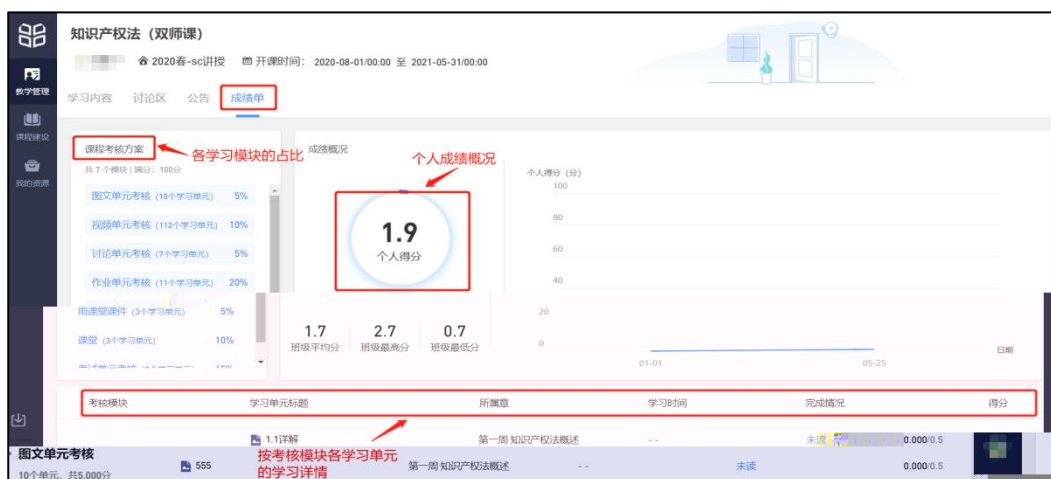 知识产权法（双师课）
2020春-sc讲授 开课时间： 2020-08-01/00:00 至 2021-05-31/00:00
教学管理
学习内容 讨论区 公告 成绩单
课程建设
我的资源
课程考核方案
各学习模块的占比
成绩概况
个人成绩概况
共 7 个模块 | 满分：100分
图文单元考核 (10个学习单元) 5%
视频单元考核 (112个学习单元) 10%
讨论单元考核 (7个学习单元) 5%
作业单元考核 (11个学习单元) 20%
雨课堂课件 (3个学习单元) 5%
课堂 (3个学习单元) 10%
1.9
个人得分
1.7 2.7 0.7
班级平均分 班级最高分 班级最低分
个人得分 (分)
100
80
60
40
20
0
日期
01-01 05-25
考核模块 学习单元标题 所属章 学习时间 完成情况 得分
1.1详解 第一周 知识产权法概述 - - 0.000/0.5
图文单元考核
10个单元，共5.000分
555 第一周 知识产权法概述 - - 未读 0.000/0.5
按考核模块各学习单元
的学习详情